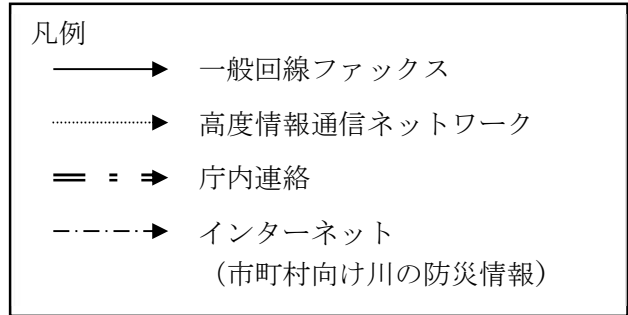 凡例
一般回線ファックス
高度情報通信ネットワーク
庁内連絡
インターネット
（市町村向け川の防災情報）